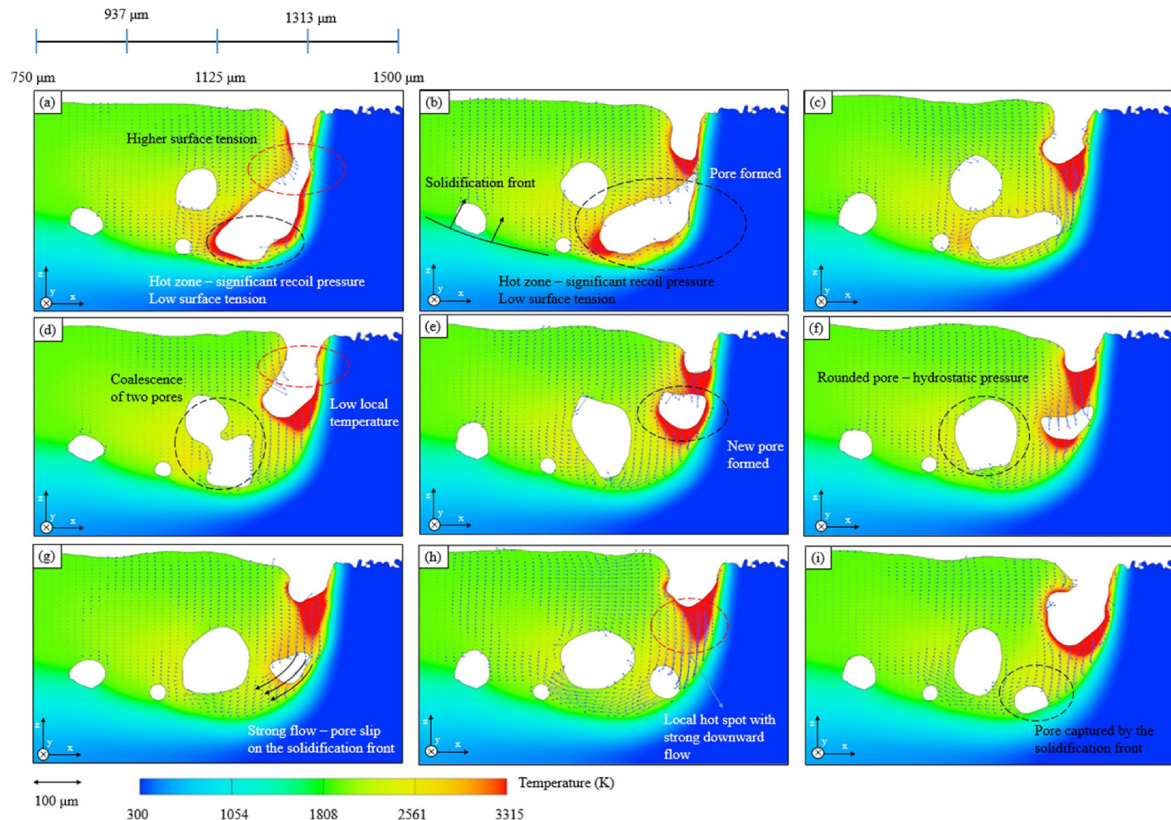 937 μm
1313 μm
750 μm
1125 μm
1500 μm
(a)
Higher surface tension
Hot zone – significant recoil pressure
Low surface tension
z
y
x
(b)
Solidification front
Pore formed
Hot zone – significant recoil pressure
Low surface tension
z
y
x
(c)
z
y
x
(d)
Coalescence
of two pores
Low local
temperature
z
y
x
(e)
New pore
formed
z
y
x
(f)
Rounded pore – hydrostatic pressure
z
y
x
(g)
Strong flow – pore slip
on the solidification front
z
y
x
(h)
Local hot spot with
strong downward
flow
z
y
x
(i)
Pore captured by the
solidification front
z
y
x
100 μm
Temperature (K)
300
1054
1808
2561
3315